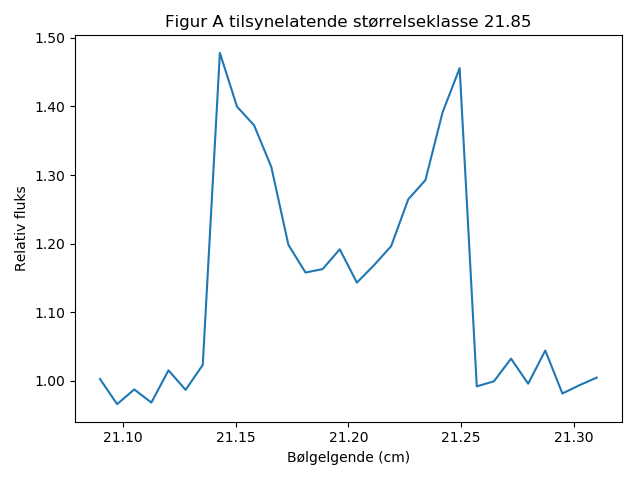 Figur A tilsynelatende størrelseklasse 21.85
1.50
1.40
1.30
1.20
1.10
1.00
Relativ fluks
21.10 21.15 21.20 21.25 21.30
Bølgelgende (cm)